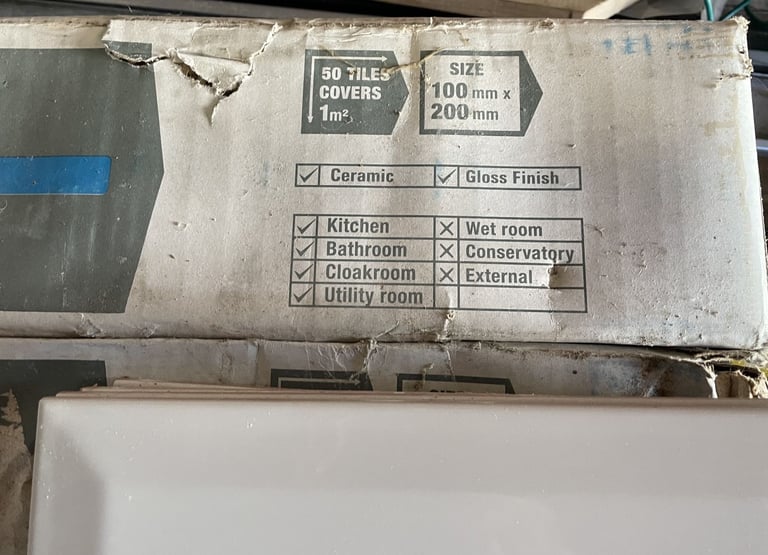 50 TILES
COVERS
1m²
SIZE
100 mm x
200 mm
✓ Ceramic ✓ Gloss Finish
✓ Kitchen ✕ Wet room
✓ Bathroom ✕ Conservatory
✓ Cloakroom ✕ External
✓ Utility room